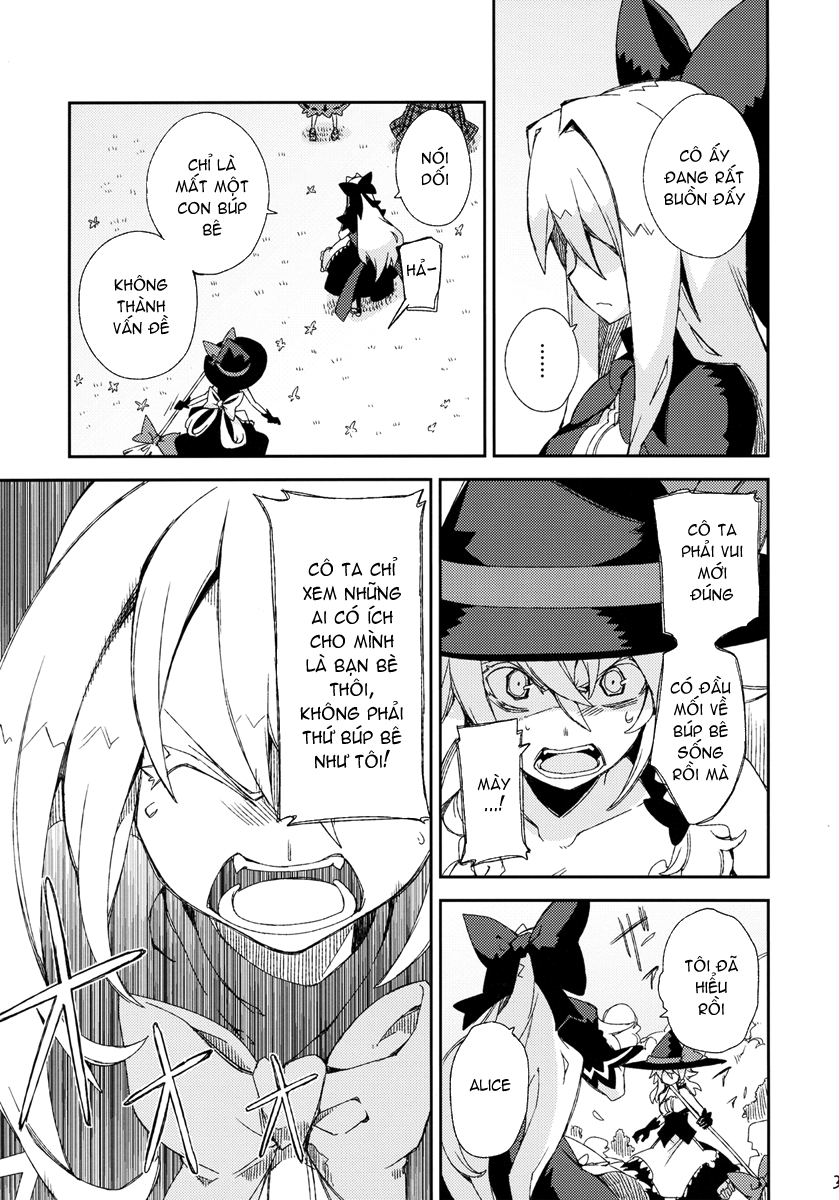 CÔ ẤY
ĐANG RẤT
BUỒN ĐẤY
......
NÓI
DỐI
HẢ-
CHỈ LÀ
MẤT MỘT
CON BÚP
BÊ
KHÔNG
THÀNH
VẤN ĐỀ
CÔ TA
PHẢI VUI
MỚI
ĐÚNG
CÓ ĐẦU
MỐI VỀ
BÚP BÊ
SỐNG
RỒI MÀ
MÀY
...!
CÔ TA CHỈ
XEM NHỮNG
AI CÓ ÍCH
CHO MÌNH
LÀ BẠN BÈ
THÔI,
KHÔNG PHẢI
THỨ BÚP BÊ
NHƯ TÔI!
TÔI ĐÃ
HIỂU
RỒI
ALICE
3